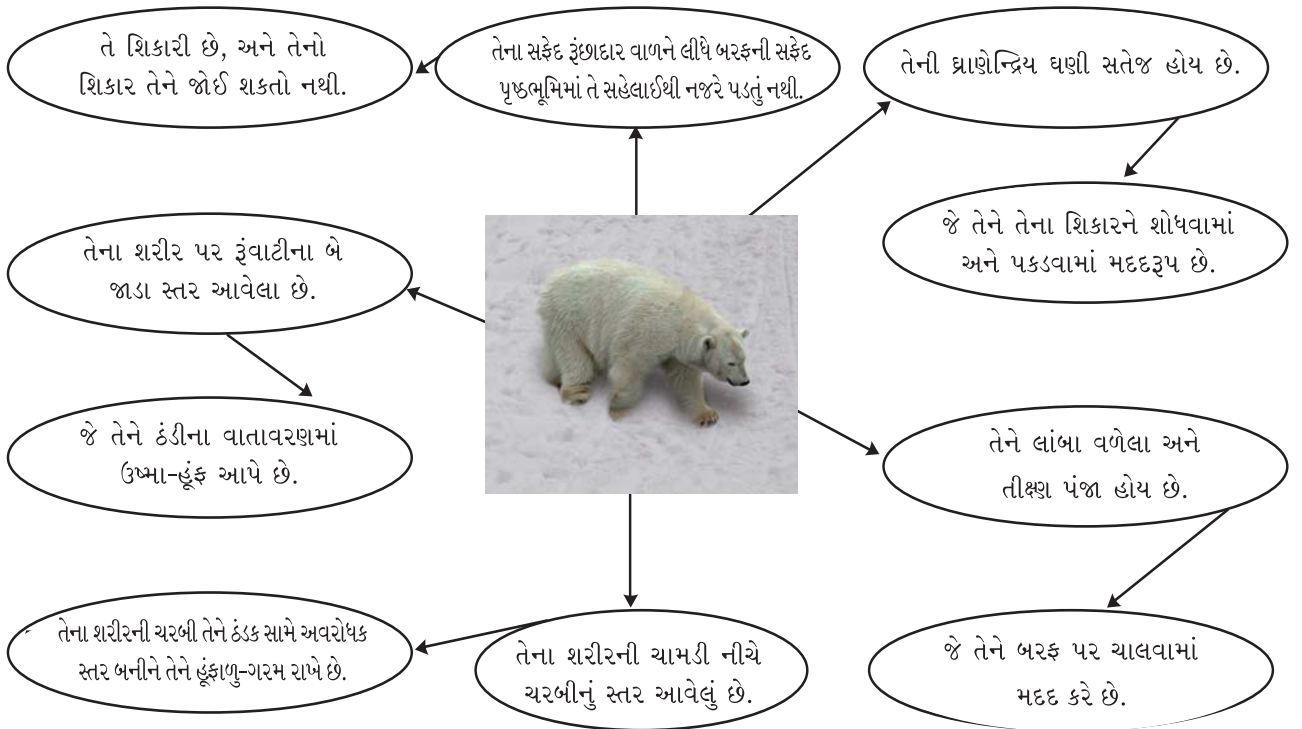 તે શિકારી છે, અને તેનો
શિકાર તેને જોઈ શકતો નથી.
તેના સફેદ રૂંછાદાર વાળને લીધે બરફની સફેદ
પૃષ્ઠભૂમિમાં તે સહેલાઈથી નજરે પડતું નથી.
તેની ઘ્રાણેન્દ્રિય ઘણી સતેજ હોય છે.
જે તેને તેના શિકારને શોધવામાં
અને પકડવામાં મદદરૂપ છે.
તેના શરીર પર રૂંવાટીના બે
જાડા સ્તર આવેલા છે.
જે તેને ઠંડીના વાતાવરણમાં
ઉષ્મા-હૂંફ આપે છે.
તેને લાંબા વળેલા અને
તીક્ષ્ણ પંજા હોય છે.
જે તેને બરફ પર ચાલવામાં
મદદ કરે છે.
તેના શરીરની ચામડી નીચે
ચરબીનું સ્તર આવેલું છે.
તેના શરીરની ચરબી તેને ઠંડક સામે અવરોધક
સ્તર બનીને તેને હૂંફાળુ-ગરમ રાખે છે.